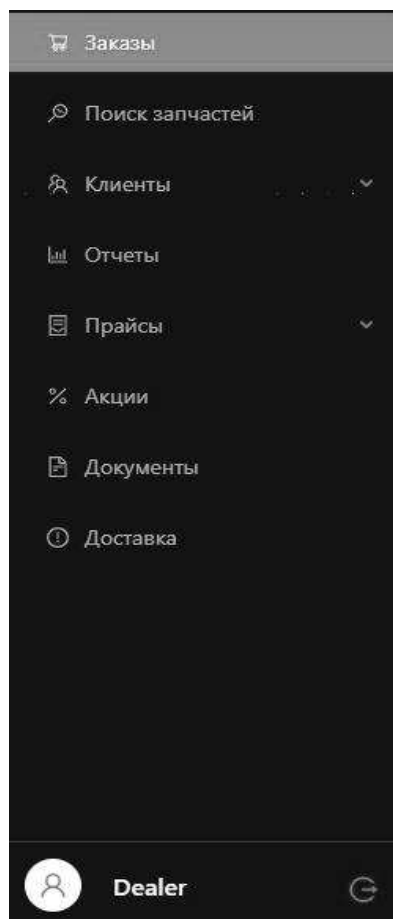 Заказы
Поиск запчастей
Клиенты
Отчеты
Прайсы
Акции
Документы
Доставка
Dealer